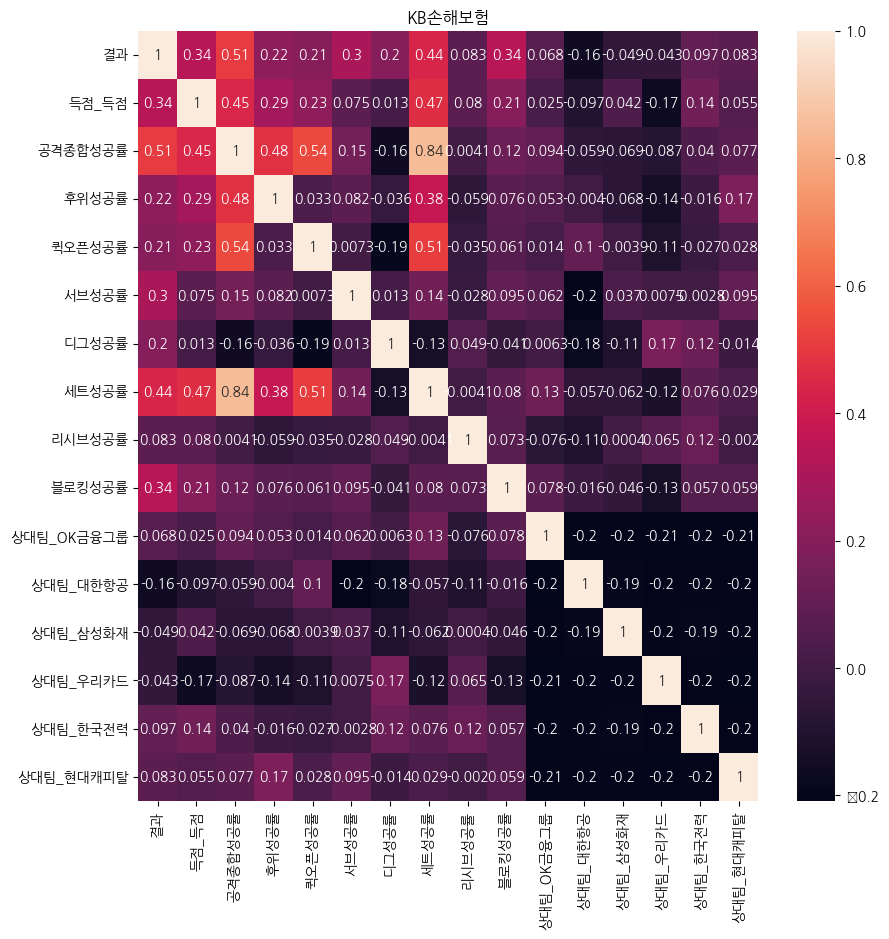 KB손해보험
결과 1 0.34 0.51 0.22 0.21 0.3 0.2 0.44 0.083 0.34 0.068 -0.16 -0.049 -0.043 0.097 0.083
득점_득점 0.34 1 0.45 0.29 0.23 0.075 0.013 0.47 0.08 0.21 0.025 -0.097 0.042 -0.17 0.14 0.055
공격종합성공률 0.51 0.45 1 0.48 0.54 0.15 -0.16 0.84 0.0041 0.12 0.094 -0.059 -0.069 -0.087 0.04 0.077
후위성공률 0.22 0.29 0.48 1 0.033 0.082 -0.036 0.38 -0.059 0.076 0.053 -0.004 -0.068 -0.14 -0.016 0.17
퀵오픈성공률 0.21 0.23 0.54 0.033 1 0.0073 -0.19 0.51 -0.035 0.061 0.014 0.1 -0.0039 -0.11 -0.027 0.028
서브성공률 0.3 0.075 0.15 0.082 0.0073 1 0.013 0.14 -0.028 0.095 0.062 -0.2 0.037 0.0075 0.0028 0.095
디그성공률 0.2 0.013 -0.16 -0.036 -0.19 0.013 1 -0.13 0.049 -0.041 0.0063 -0.18 -0.11 0.17 0.12 -0.014
세트성공률 0.44 0.47 0.84 0.38 0.51 0.14 -0.13 1 0.08 0.13 -0.057 -0.062 -0.12 0.076 0.029
리시브성공률 0.083 0.08 0.0041 -0.059 -0.035 -0.028 0.049 1 0.073 -0.076 -0.11 0.065 0.12 -0.002
블로킹성공률 0.34 0.21 0.12 0.076 0.061 0.095 -0.041 0.08 0.073 1 0.078 -0.016 -0.046 -0.13 0.057 0.059
상대팀_OK금융그룹 0.068 0.025 0.094 0.053 0.014 0.062 0.0063 0.13 -0.076 0.078 1 -0.2 -0.2 -0.21 -0.2 -0.21
상대팀_대한항공 -0.16 -0.097 -0.059 -0.004 0.1 -0.2 -0.18 -0.057 -0.11 -0.016 -0.2 1 -0.19 -0.2 -0.2 -0.2
상대팀_삼성화재 -0.049 0.042 -0.069 -0.068 -0.0039 0.037 -0.11 -0.062 -0.046 -0.2 -0.19 1 -0.2 -0.19 -0.2
상대팀_우리카드 -0.043 -0.17 -0.087 -0.14 -0.11 0.0075 0.17 -0.12 0.065 -0.13 -0.21 -0.2 -0.2 1 -0.2 -0.2
상대팀_한국전력 0.097 0.14 0.04 -0.016 -0.027 0.0028 0.12 0.076 0.12 0.057 -0.2 -0.2 -0.19 -0.2 1 -0.2
상대팀_현대캐피탈 0.083 0.055 0.077 0.17 0.028 0.095 -0.014 0.029 -0.002 0.059 -0.21 -0.2 -0.2 -0.2 -0.2 1
결과
득점_득점
공격종합성공률
후위성공률
퀵오픈성공률
서브성공률
디그성공률
세트성공률
리시브성공률
블로킹성공률
상대팀_OK금융그룹
상대팀_대한항공
상대팀_삼성화재
상대팀_우리카드
상대팀_한국전력
상대팀_현대캐피탈
1.0
0.8
0.6
0.4
0.2
0.0
0.2